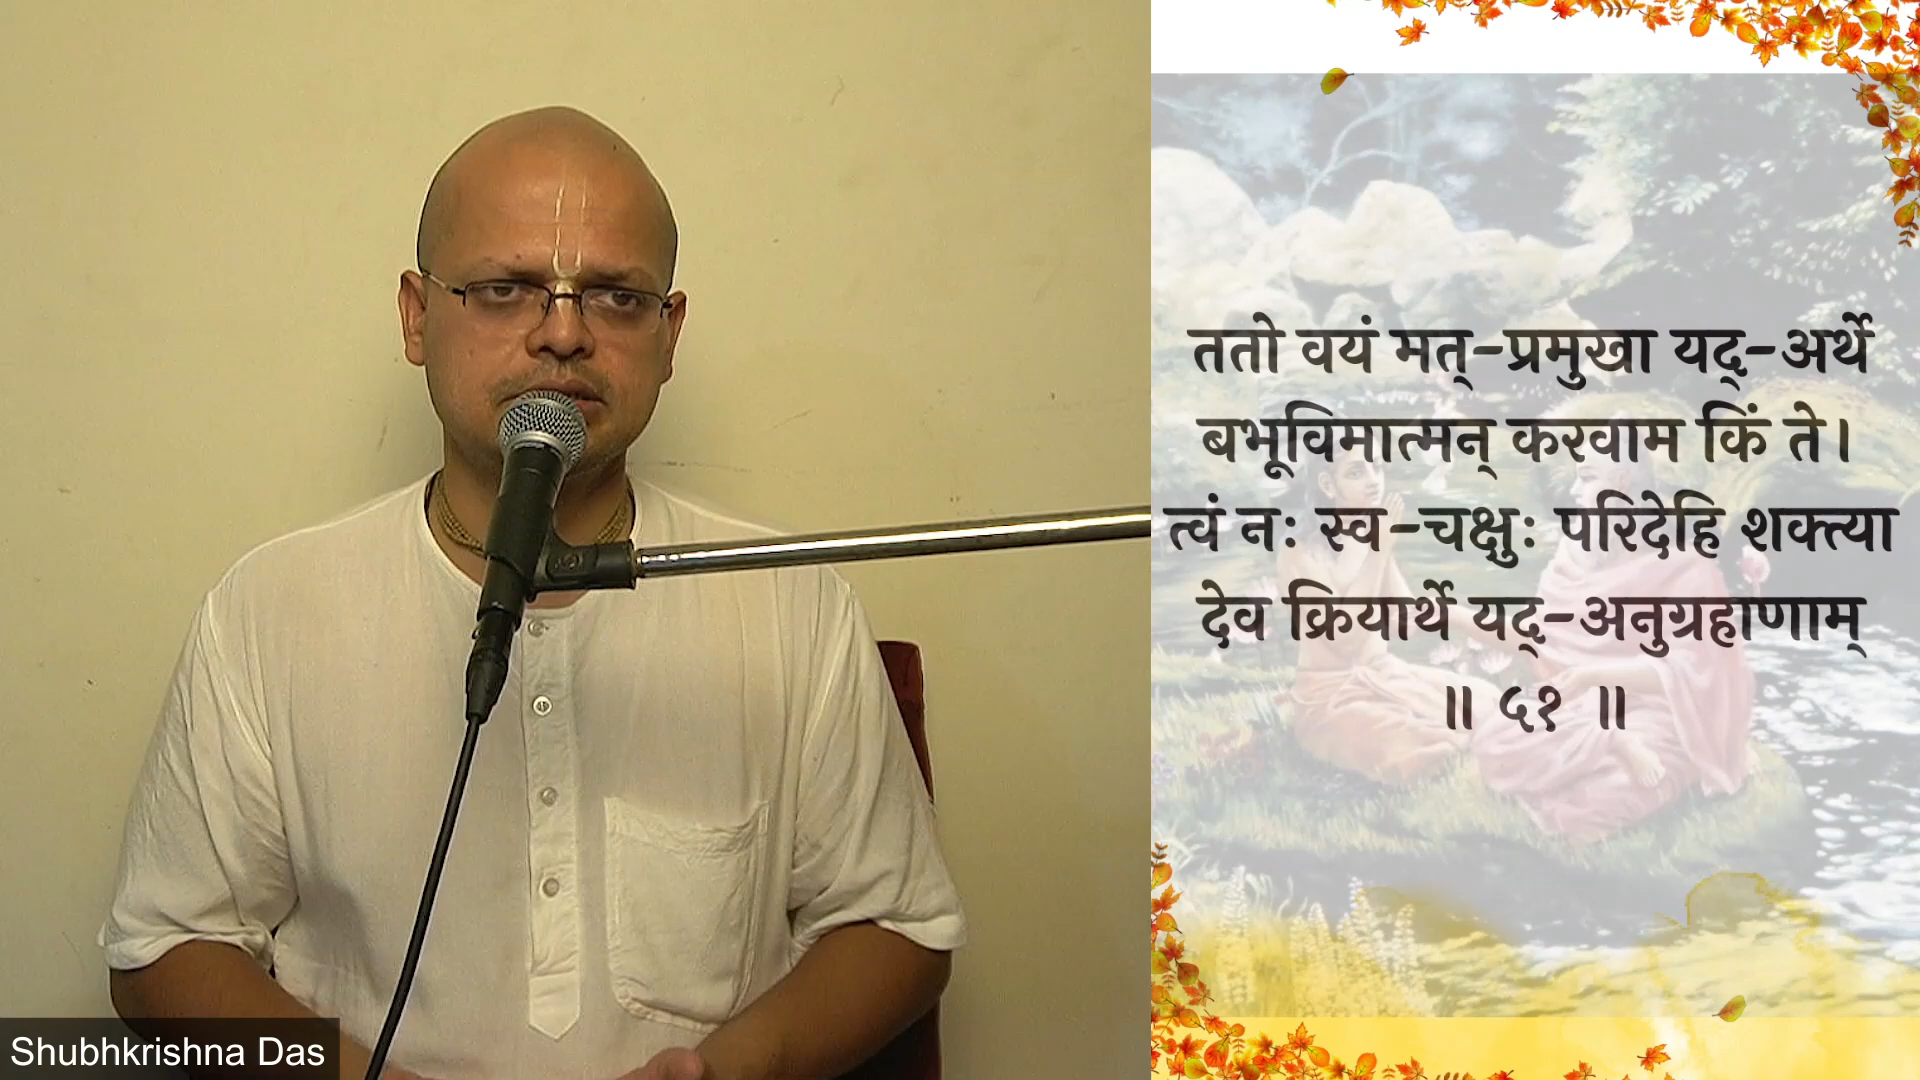 ततो वयं मत्-प्रमुखा यद्-अर्थे
बभूविमात्मन् करवाम किं ते।
त्वं नः स्व-चक्षुः परिदेहि शक्त्या
देव क्रियार्थे यद्-अनुग्रहाणाम्
॥ ५१ ॥
Shubhkrishna Das